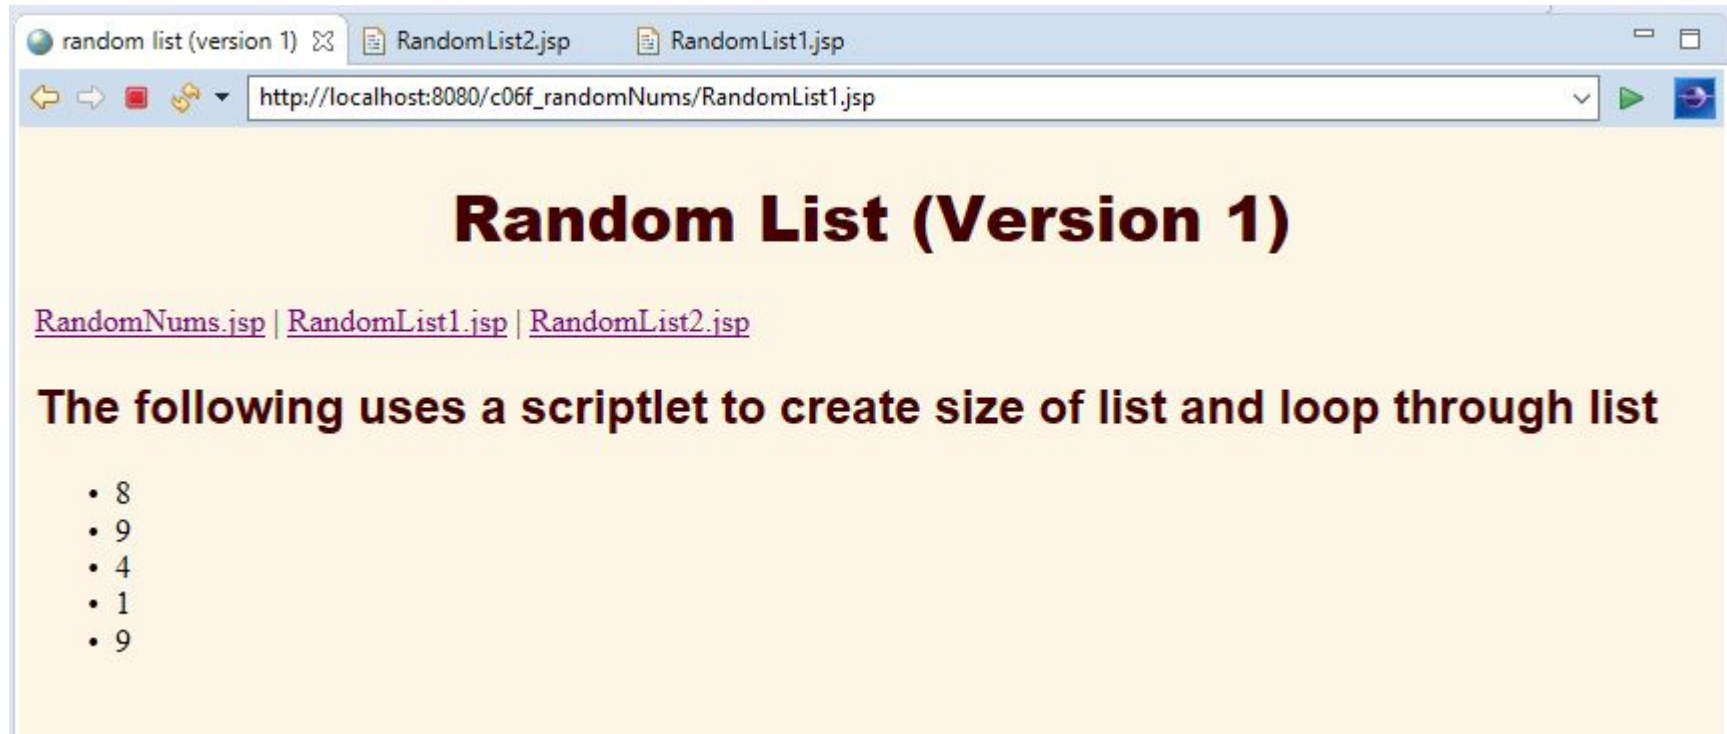 random list (version 1) RandomList2.jsp RandomList1.jsp
http://localhost:8080/c06f_randomNums/RandomList1.jsp
Random List (Version 1)
RandomNums.jsp | RandomList1.jsp | RandomList2.jsp
The following uses a scriptlet to create size of list and loop through list
• 8
• 9
• 4
• 1
• 9